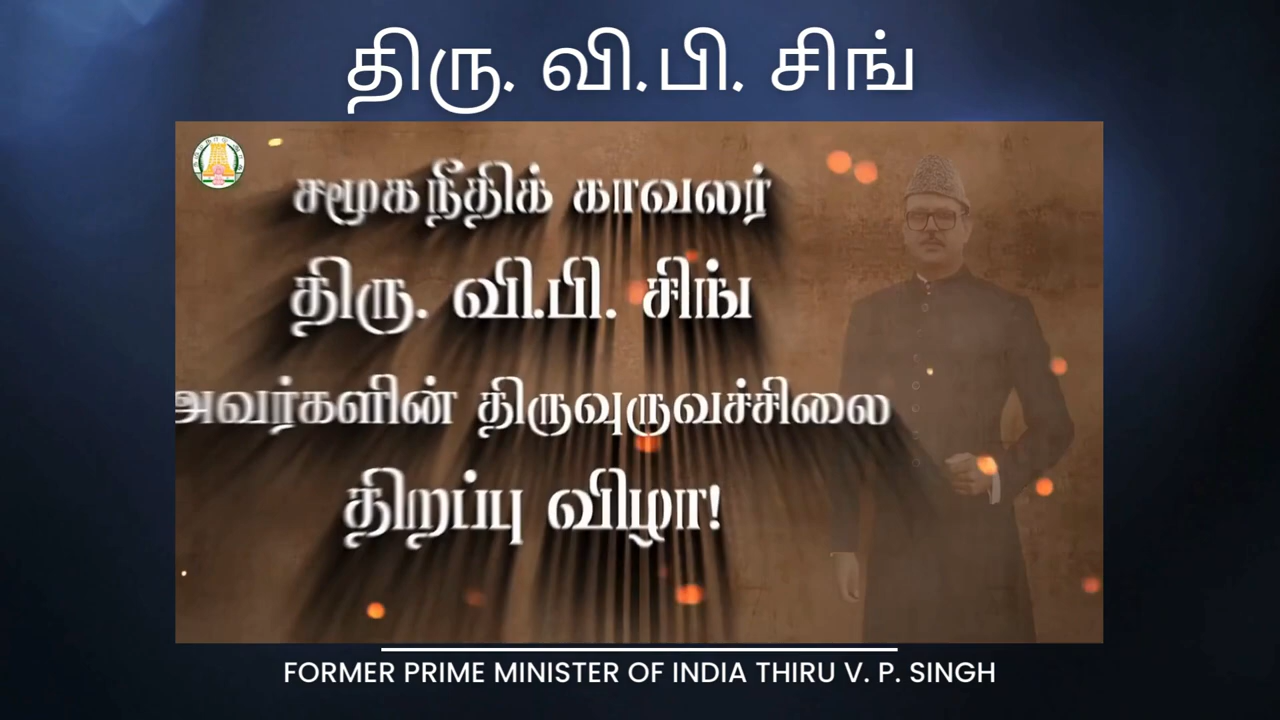 திரு. வி.பி. சிங்
சமூகநீதிக் காவலர்
திரு. வி.பி. சிங்
அவர்களின் திருவுருவச்சிலை
திறப்பு விழா!
FORMER PRIME MINISTER OF INDIA THIRU V. P. SINGH